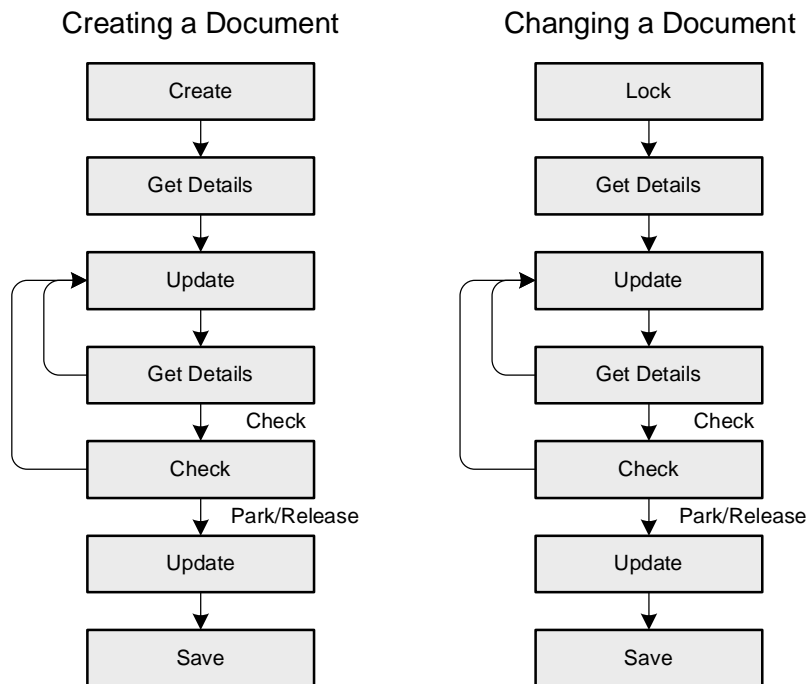 Creating a Document
Create
Get Details
Update
Get Details
Check
Check
Park/Release
Update
Save
Changing a Document
Lock
Get Details
Update
Get Details
Check
Check
Park/Release
Update
Save